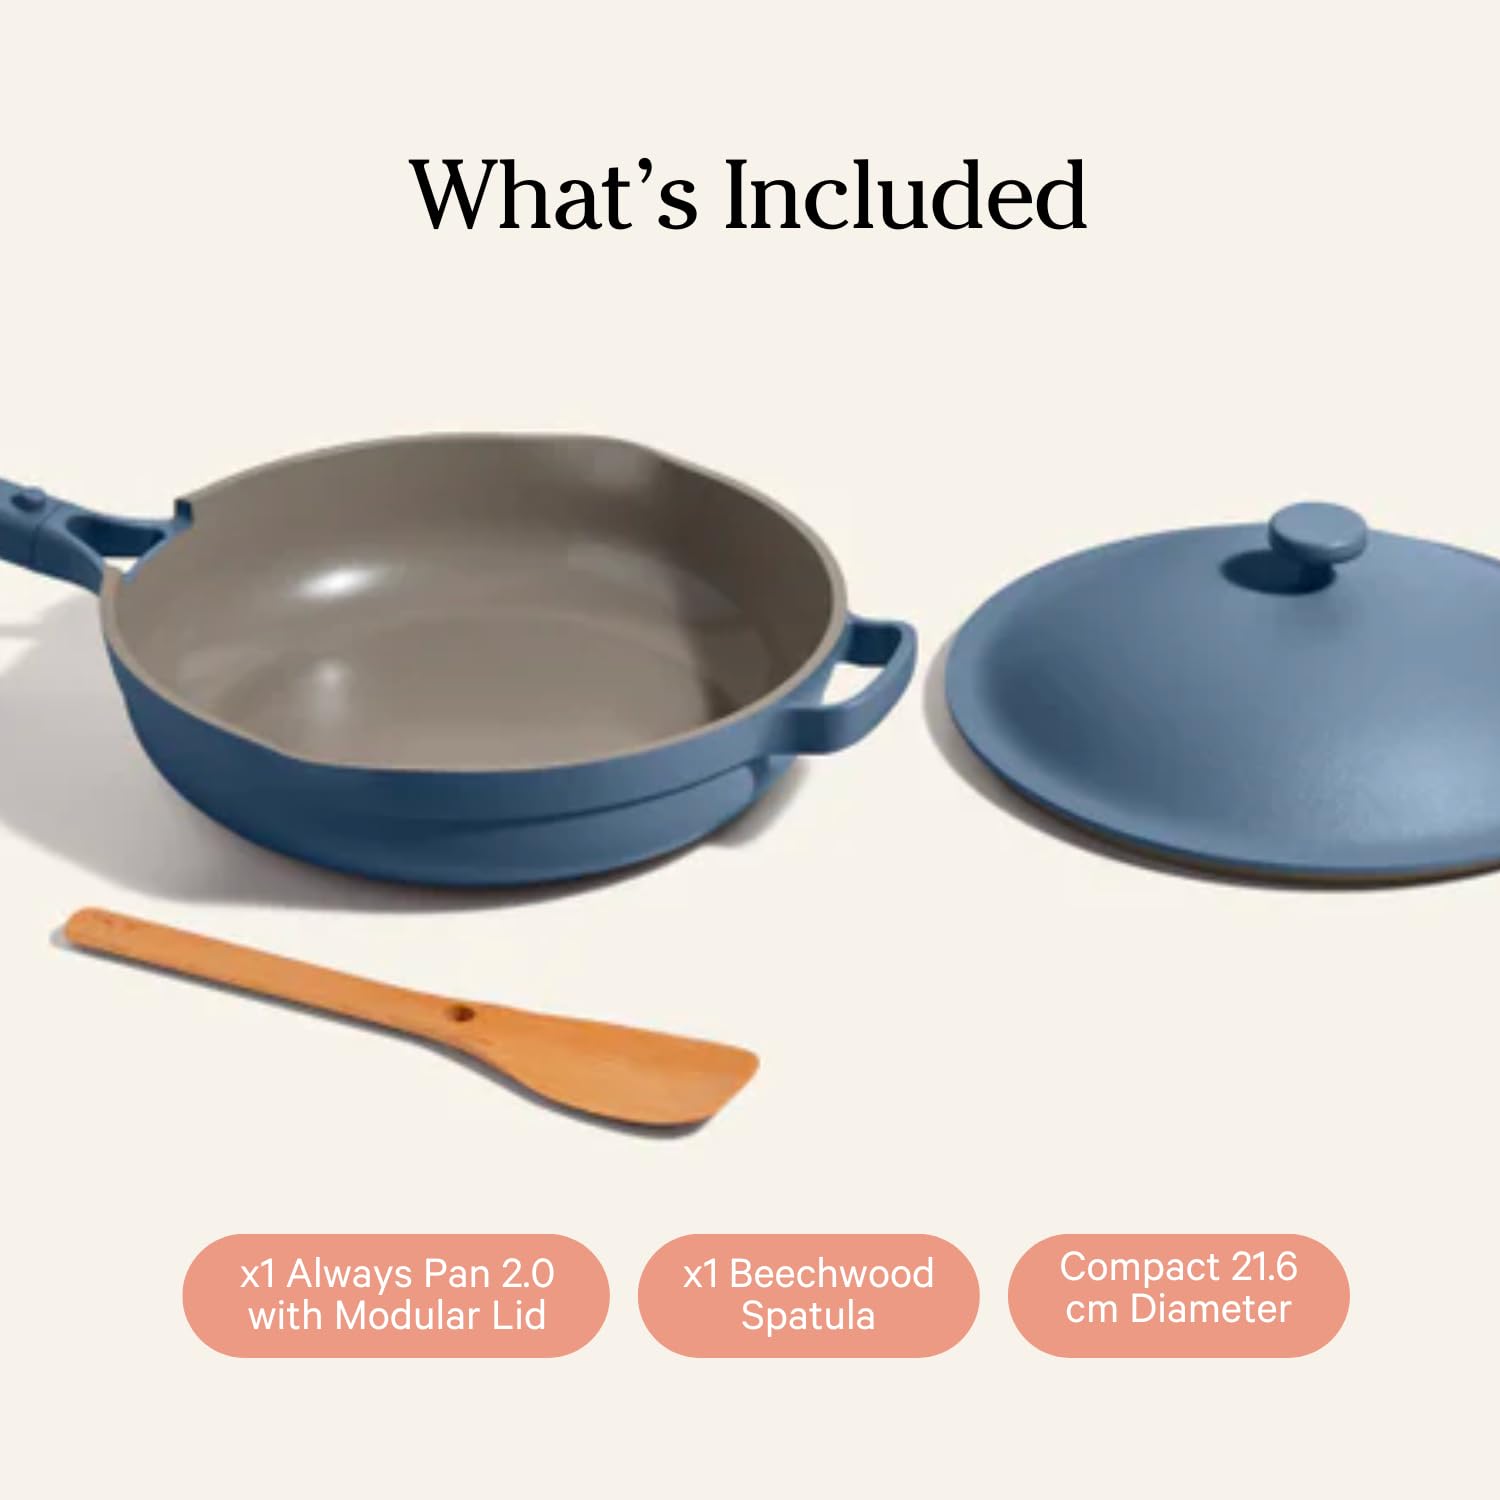 What’s Included
x1 Always Pan 2.0
with Modular Lid
x1 Beechwood
Spatula
Compact 21.6
cm Diameter